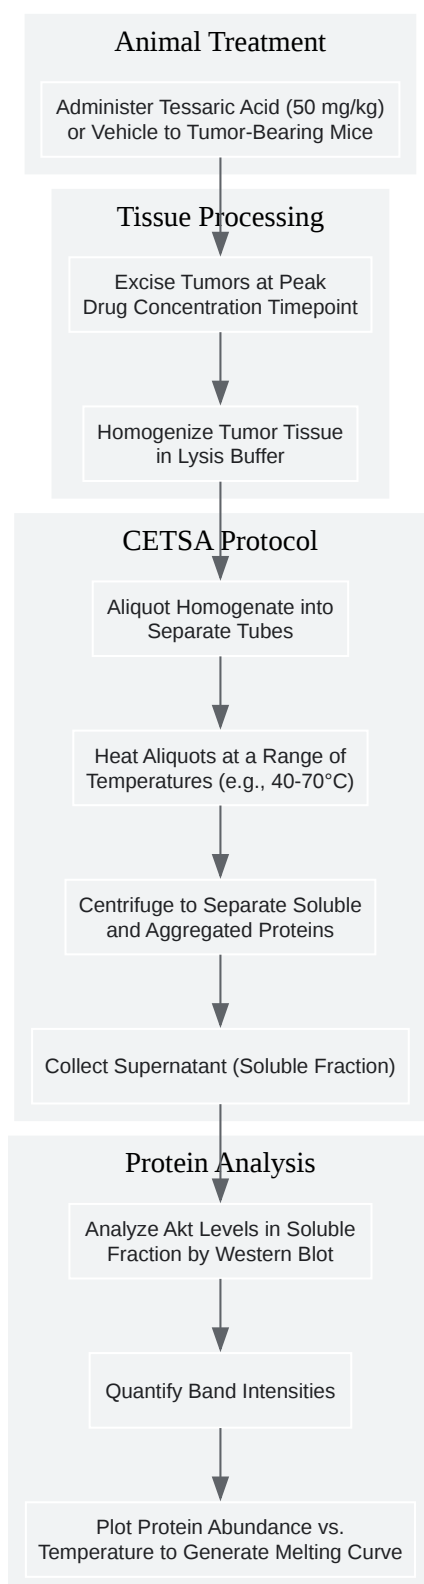 Animal Treatment
Administer Tessaric Acid (50 mg/kg)
or Vehicle to Tumor-Bearing Mice
Tissue Processing
Excise Tumors at Peak
Drug Concentration Timepoint
Homogenize Tumor Tissue
in Lysis Buffer
CETSA Protocol
Aliquot Homogenate into
Separate Tubes
Heat Aliquots at a Range of
Temperatures (e.g., 40-70°C)
Centrifuge to Separate Soluble
and Aggregated Proteins
Collect Supernatant (Soluble Fraction)
Protein Analysis
Analyze Akt Levels in Soluble
Fraction by Western Blot
Quantify Band Intensities
Plot Protein Abundance vs.
Temperature to Generate Melting Curve